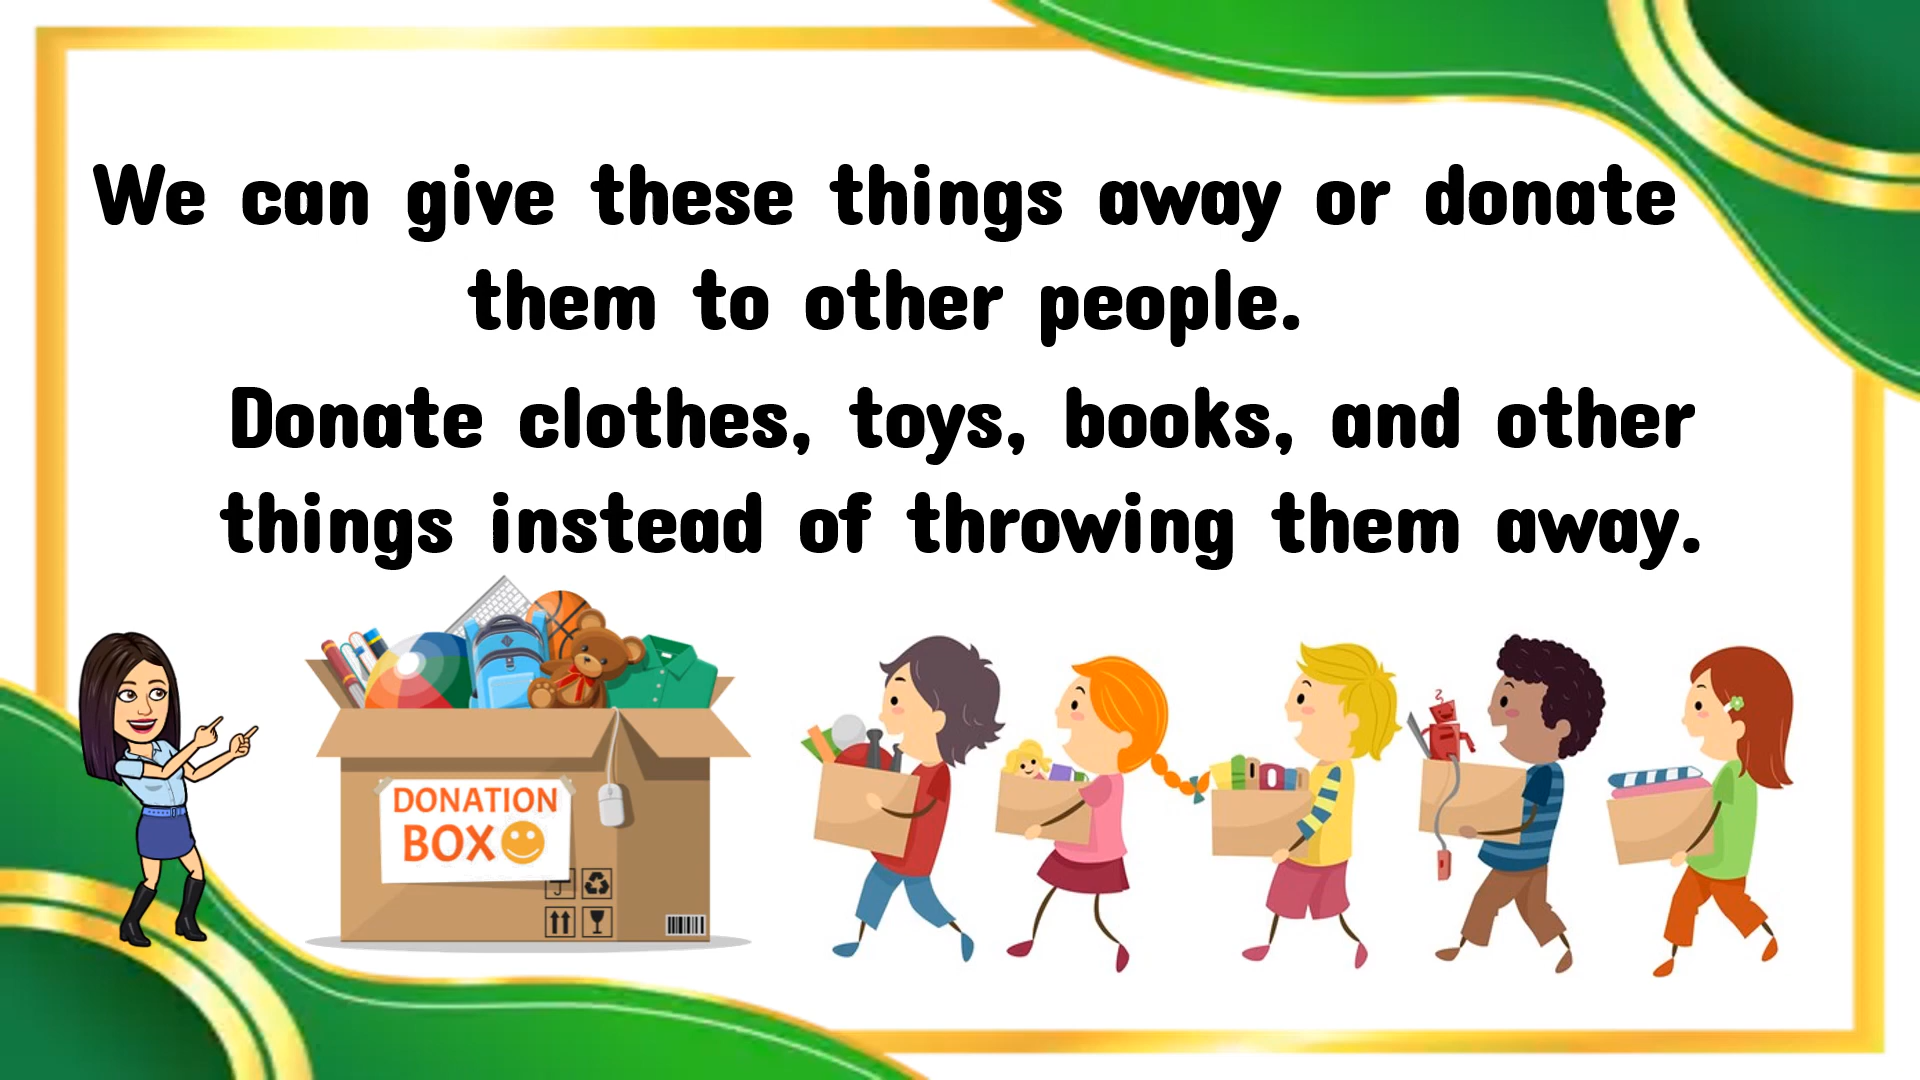 We can give these things away or donate
them to other people.
Donate clothes, toys, books, and other
things instead of throwing them away.
DONATION
BOX